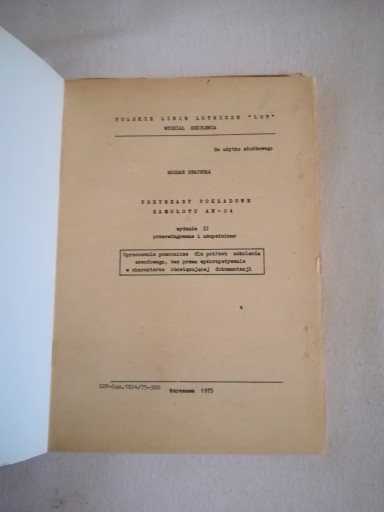 POLSKIE LINIE LOTNICZE "LOT"
WYDZIAŁ SZKOLENIA
Do użytku służbowego
BOGDAN
PRZYRZĄDY POKŁADOWE
SAMOLOTU AN-24
wydanie II
przeredagowane i uzupełnione
Opracowanie pomocnicze dla potrzeb szkolenia
zawodowego, bez prawa wykorzystywania
w charakterze obowiązującej dokumentacji
Warszawa 1975